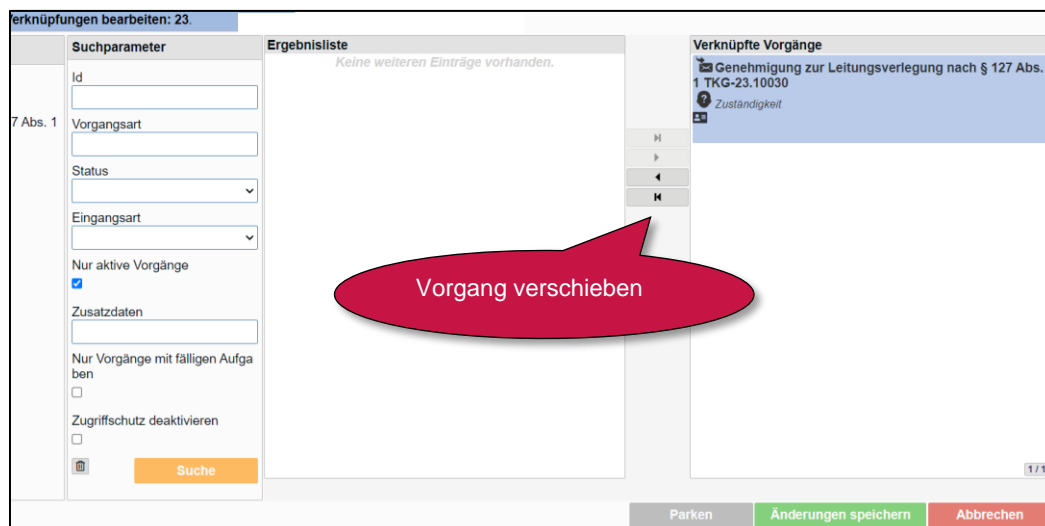 erknüpfungen bearbeiten: 23.
Suchparameter
Ergebnisliste
Verknüpfte Vorgänge
Keine weiteren Einträge vorhanden.
Genehmigung zur Leitungsverlegung nach § 127 Abs.
1 TKG-23.10030
Zuständigkeit
7 Abs. 1
Id
Vorgangsart
Status
Eingangsart
Nur aktive Vorgänge
Zusatzdaten
Nur Vorgänge mit fälligen Aufga
ben
Zugriffschutz deaktivieren
Suche
Vorgang verschieben
1 / 1
Parken
Änderungen speichern
Abbrechen